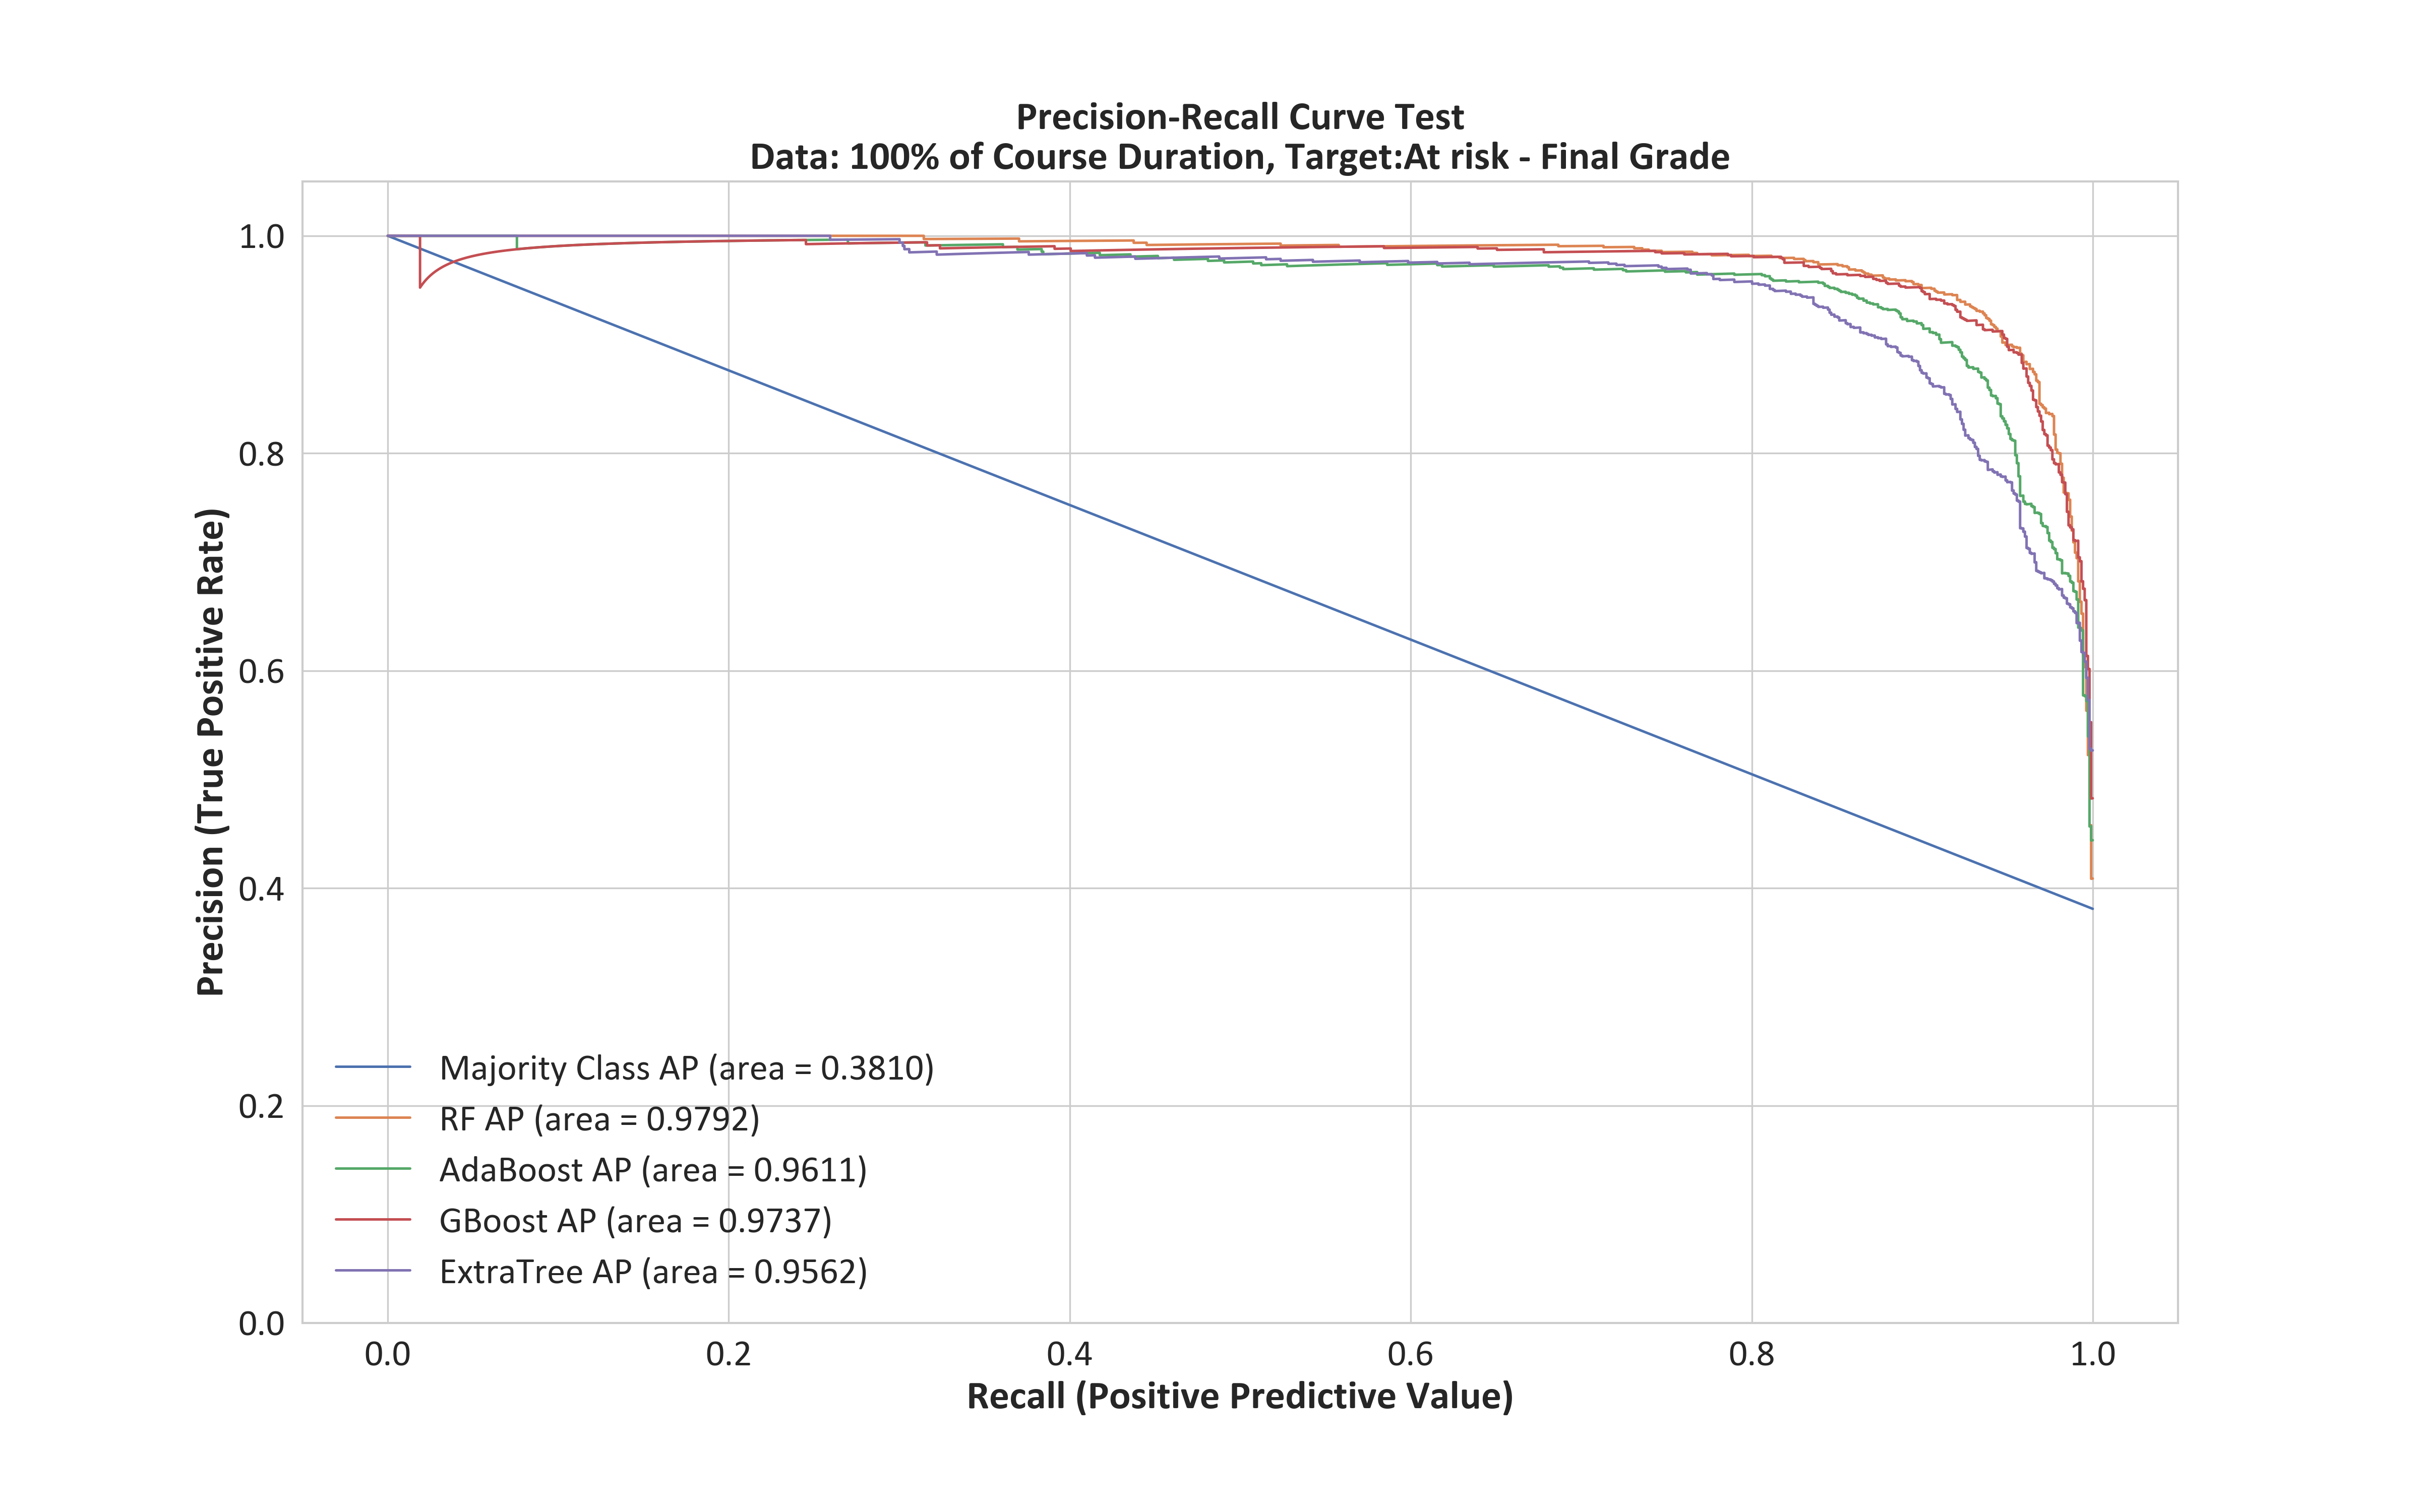 Precision-Recall Curve Test
Data: 100% of Course Duration, Target:At risk - Final Grade
Precision (True Positive Rate)
1.0
0.8
0.6
0.4
0.2
0.0
Majority Class AP (area = 0.3810)
RF AP (area = 0.9792)
AdaBoost AP (area = 0.9611)
GBoost AP (area = 0.9737)
ExtraTree AP (area = 0.9562)
0.0 0.2 0.4 0.6 0.8 1.0
Recall (Positive Predictive Value)